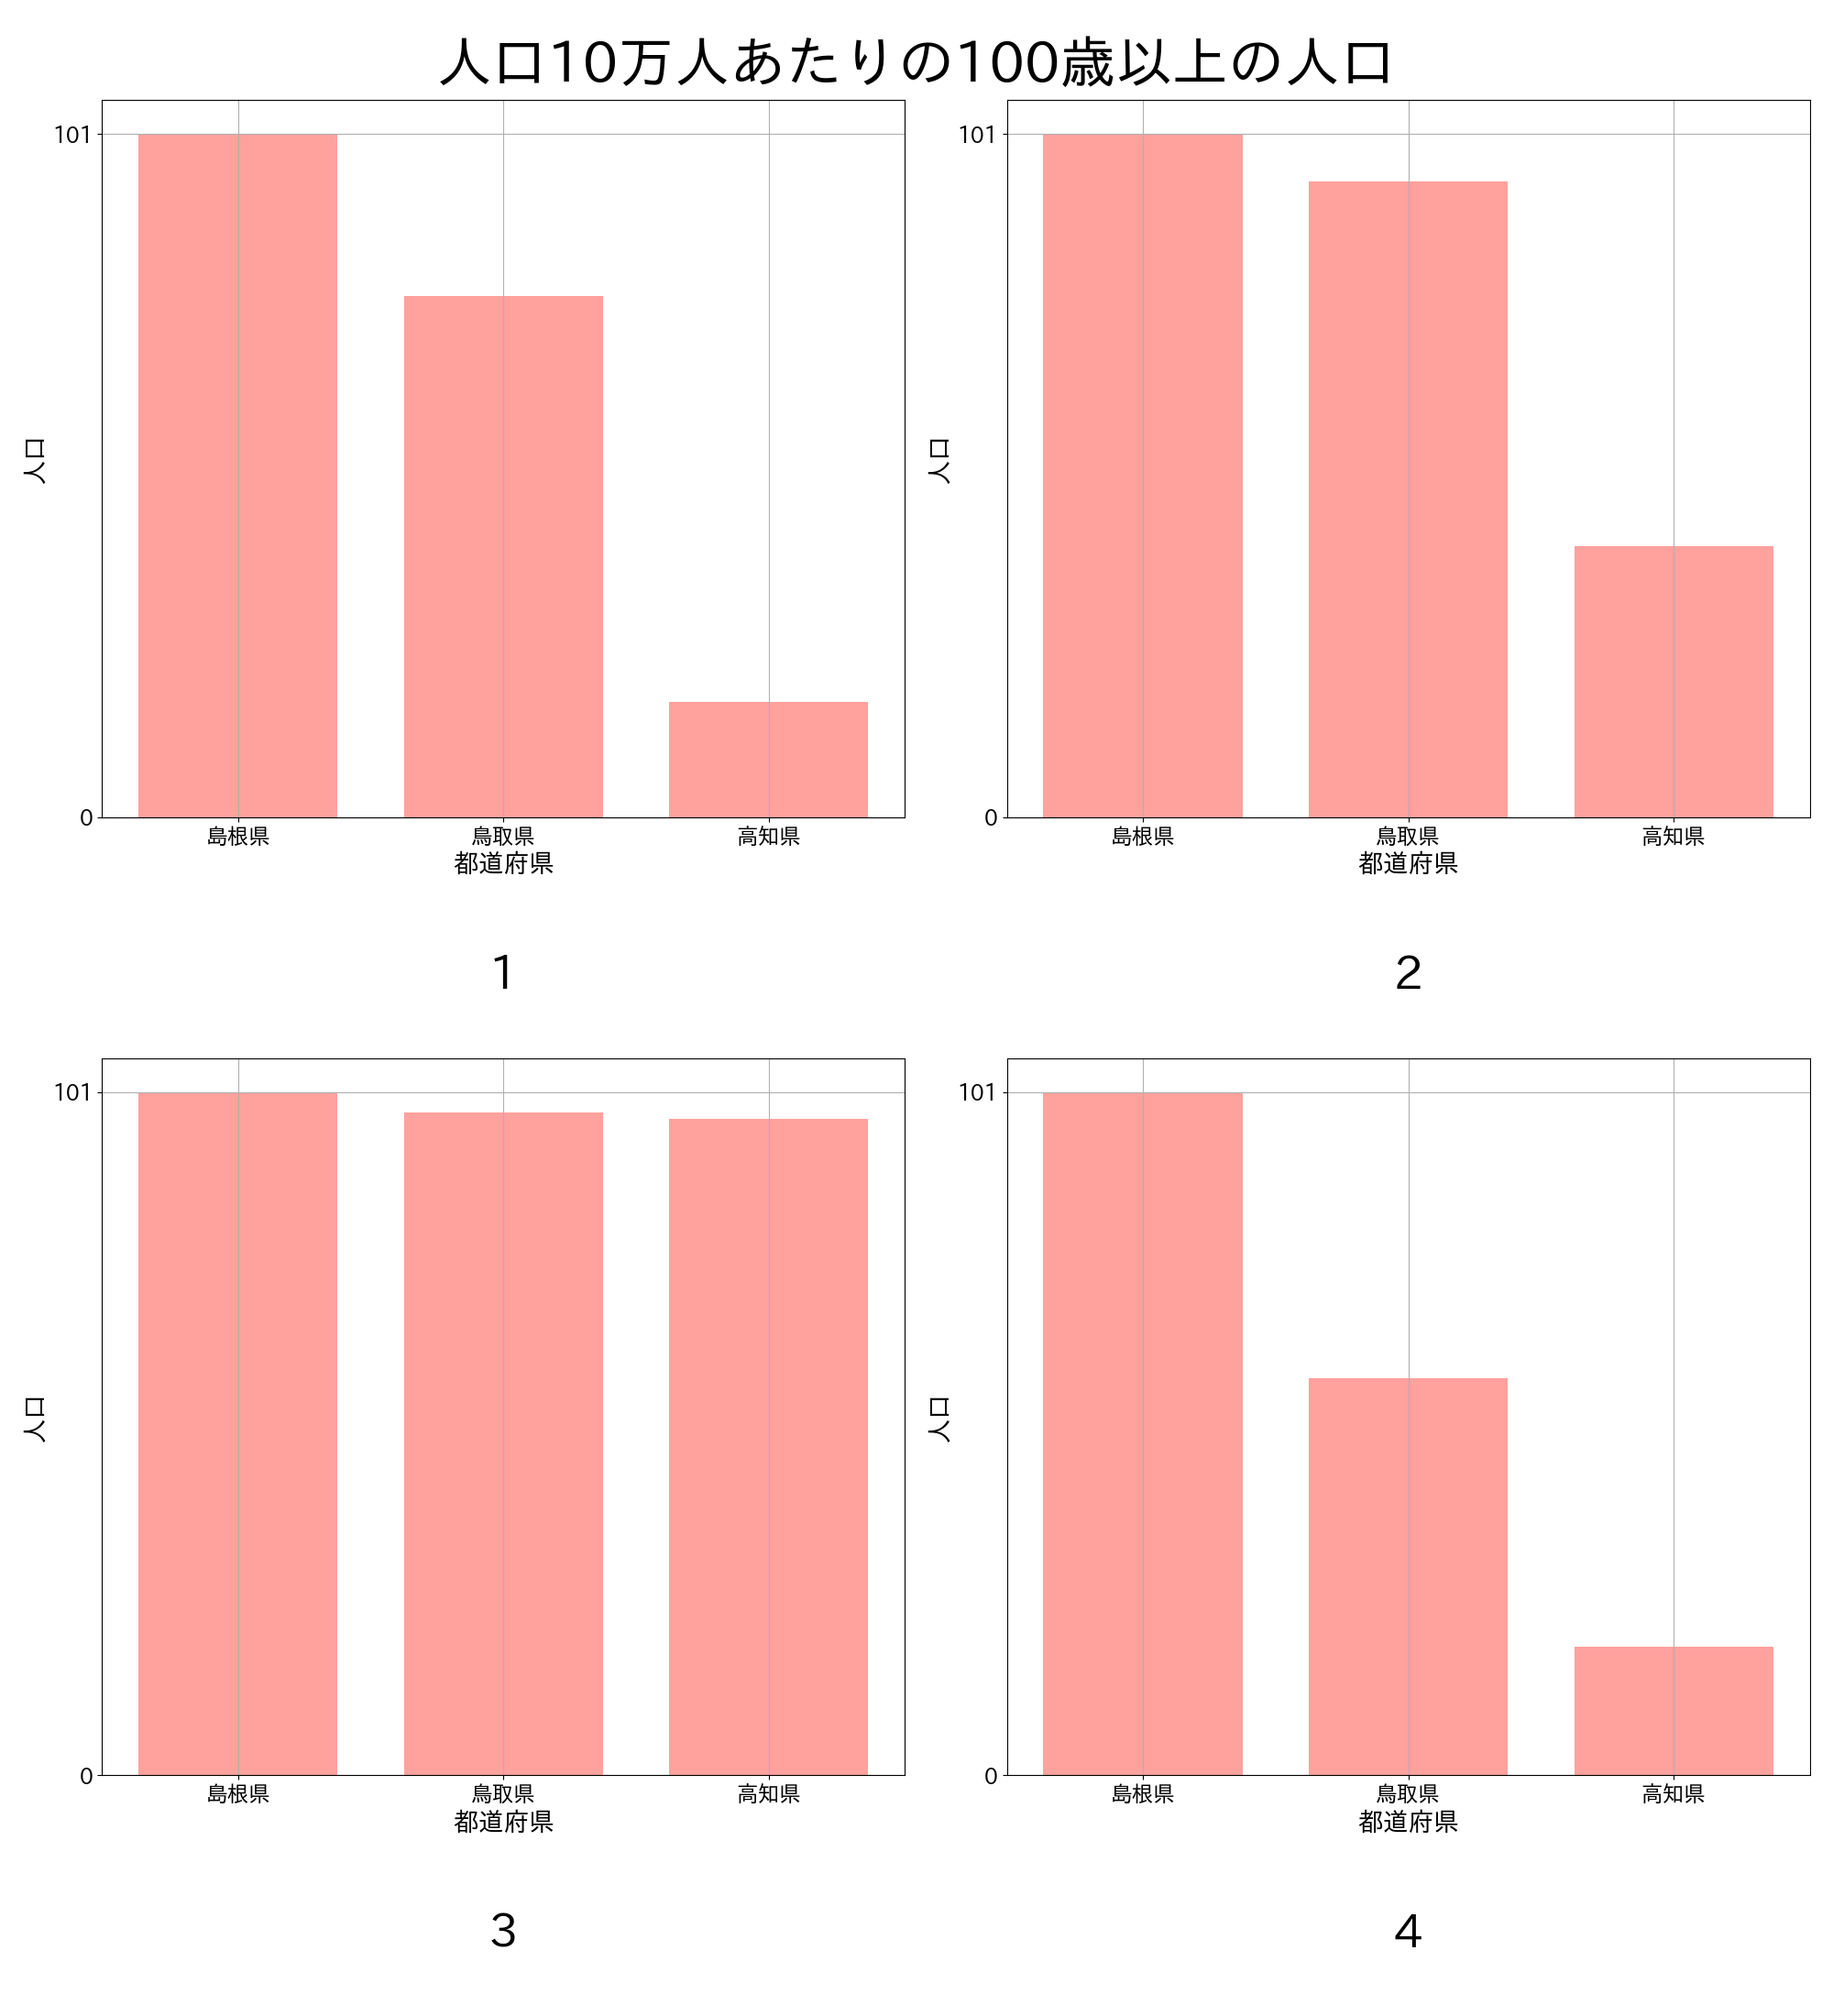 人口10万人あたりの100歳以上の人口
101
人口
0
島根県 鳥取県 高知県
都道府県
1
101
人口
0
島根県 鳥取県 高知県
都道府県
2
101
人口
0
島根県 鳥取県 高知県
都道府県
3
101
人口
0
島根県 鳥取県 高知県
都道府県
4